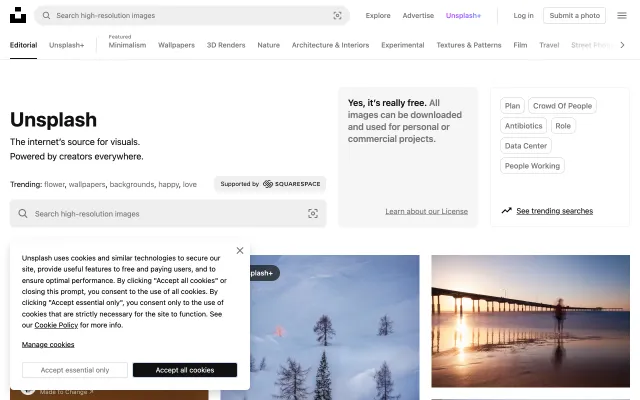 Search high-resolution images
Explore
Advertise
Unsplash+
Log in
Submit a photo
Editorial
Unsplash+
Featured
Minimalism
Wallpapers
3D Renders
Nature
Architecture & Interiors
Experimental
Textures & Patterns
Film
Travel
Street
Unsplash
The internet's source for visuals.
Powered by creators everywhere.
Trending: flower, wallpapers, backgrounds, happy, love
Supported by SQUARESPACE
Search high-resolution images
Yes, it's really free. All
images can be downloaded
and used for personal or
commercial projects.
Learn about our License
Plan
Crowd Of People
Antibiotics
Role
Data Center
People Working
See trending searches
Unsplash uses cookies and similar technologies to secure our
site, provide useful features to free and paying users, and to
ensure optimal performance. By clicking "Accept all cookies" or
closing this prompt, you consent to the use of all cookies. By
clicking "Accept essential only", you consent only to the use of
cookies that are strictly necessary for the site to function. See
our Cookie Policy for more info.
Manage cookies
Accept essential only
Accept all cookies
Made to Change ↗